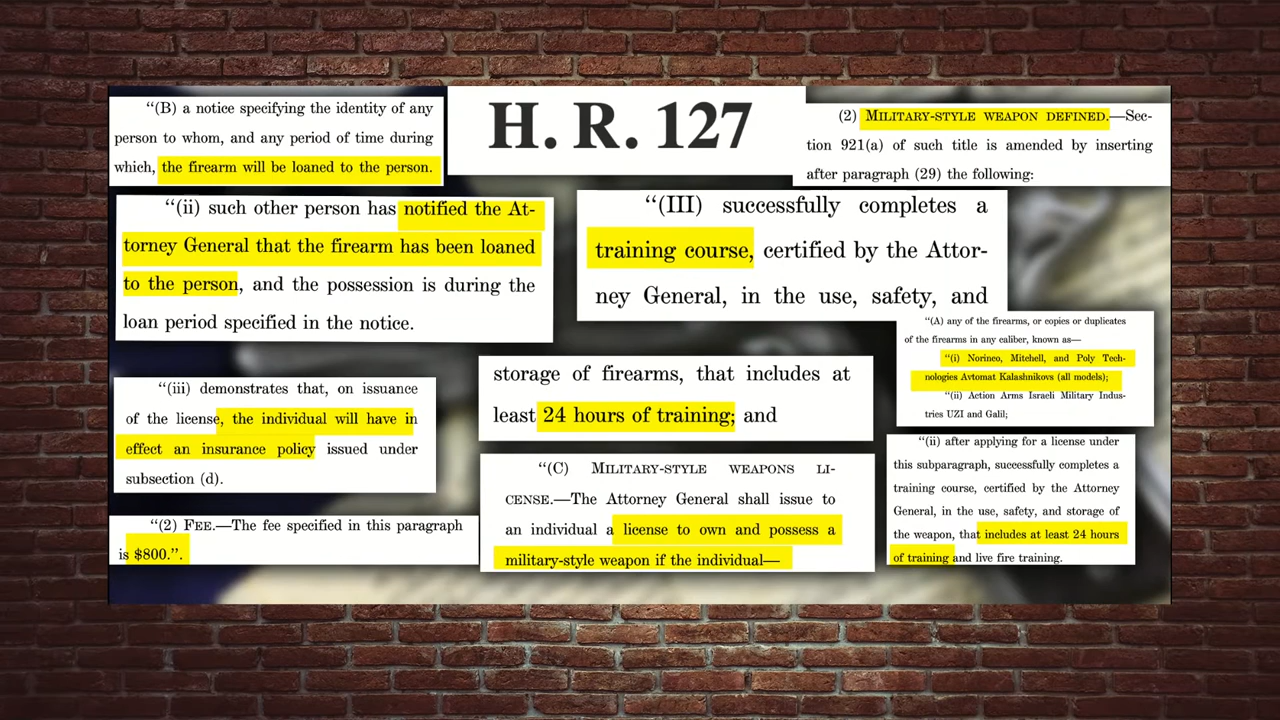 “(B) a notice specifying the identity of any
person to whom, and any period of time during
which, the firearm will be loaned to the person.
H. R. 127
(2) MILITARY-STYLE WEAPON DEFINED.—Sec-
tion 921(a) of such title is amended by inserting
after paragraph (29) the following:
“(ii) such other person has notified the At-
torney General that the firearm has been loaned
to the person, and the possession is during the
loan period specified in the notice.
“(III) successfully completes a
training course, certified by the Attor-
ney General, in the use, safety, and
“(A) any of the firearms, or copies or duplicates
of the firearms in any caliber, known as—
“(i) Norinco, Mitchell, and Poly Tech-
nologies Avtomat Kalashnikovs (all models);
“(ii) Action Arms Israeli Military Indus-
tries UZI and Galil;
“(iii) demonstrates that, on issuance
of the license, the individual will have in
effect an insurance policy issued under
subsection (d).
storage of firearms, that includes at
least 24 hours of training; and
“(C) MILITARY-STYLE WEAPONS LI-
CENSE.—The Attorney General shall issue to
an individual a license to own and possess a
military-style weapon if the individual—
“(ii) after applying for a license under
this subparagraph, successfully completes a
training course, certified by the Attorney
General, in the use, safety, and storage of
the weapon, that includes at least 24 hours
of training and live fire training.
“(2) FEE.—The fee specified in this paragraph
is $800.”.